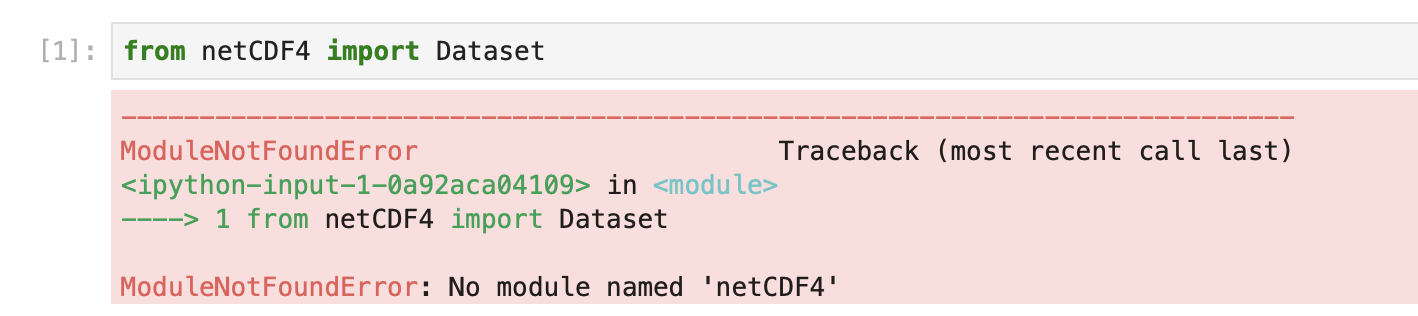 [1]: from netCDF4 import Dataset
---------------------------------------------------------------------------
ModuleNotFoundError                       Traceback (most recent call last)
<ipython-input-1-0a92aca04109> in <module>
----> 1 from netCDF4 import Dataset
ModuleNotFoundError: No module named 'netCDF4'